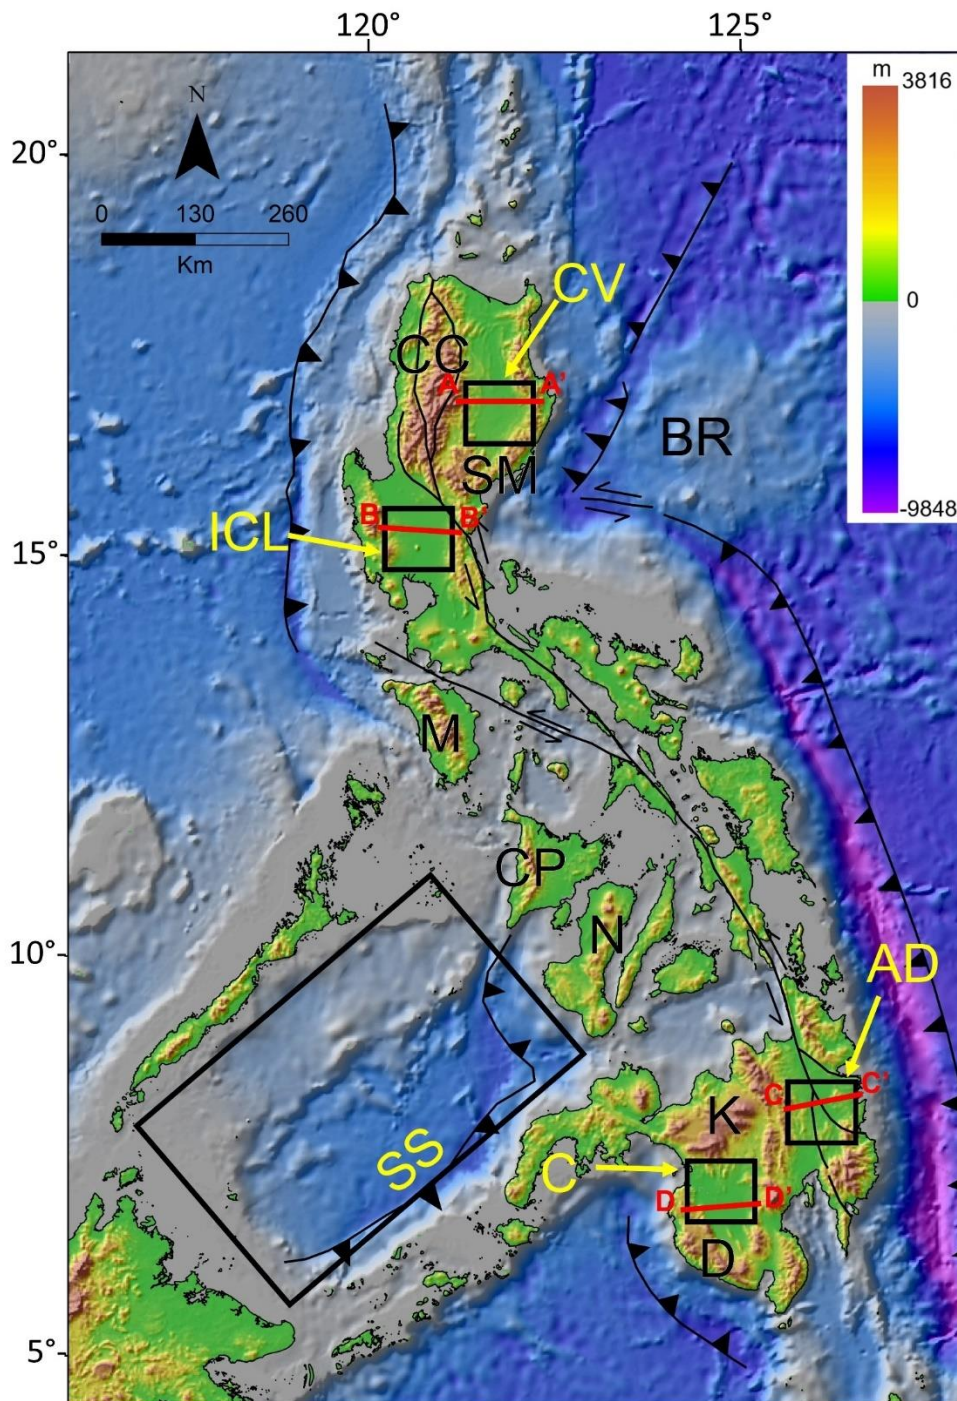 120° 125°
m
3816
0
-9848
20°
N
0 130 260
Km
CV
CC
A A'
BR
SM
B B'
ICL
15°
M
CP
N
10°
AD
C C'
K
SS
C
D D'
D
5°